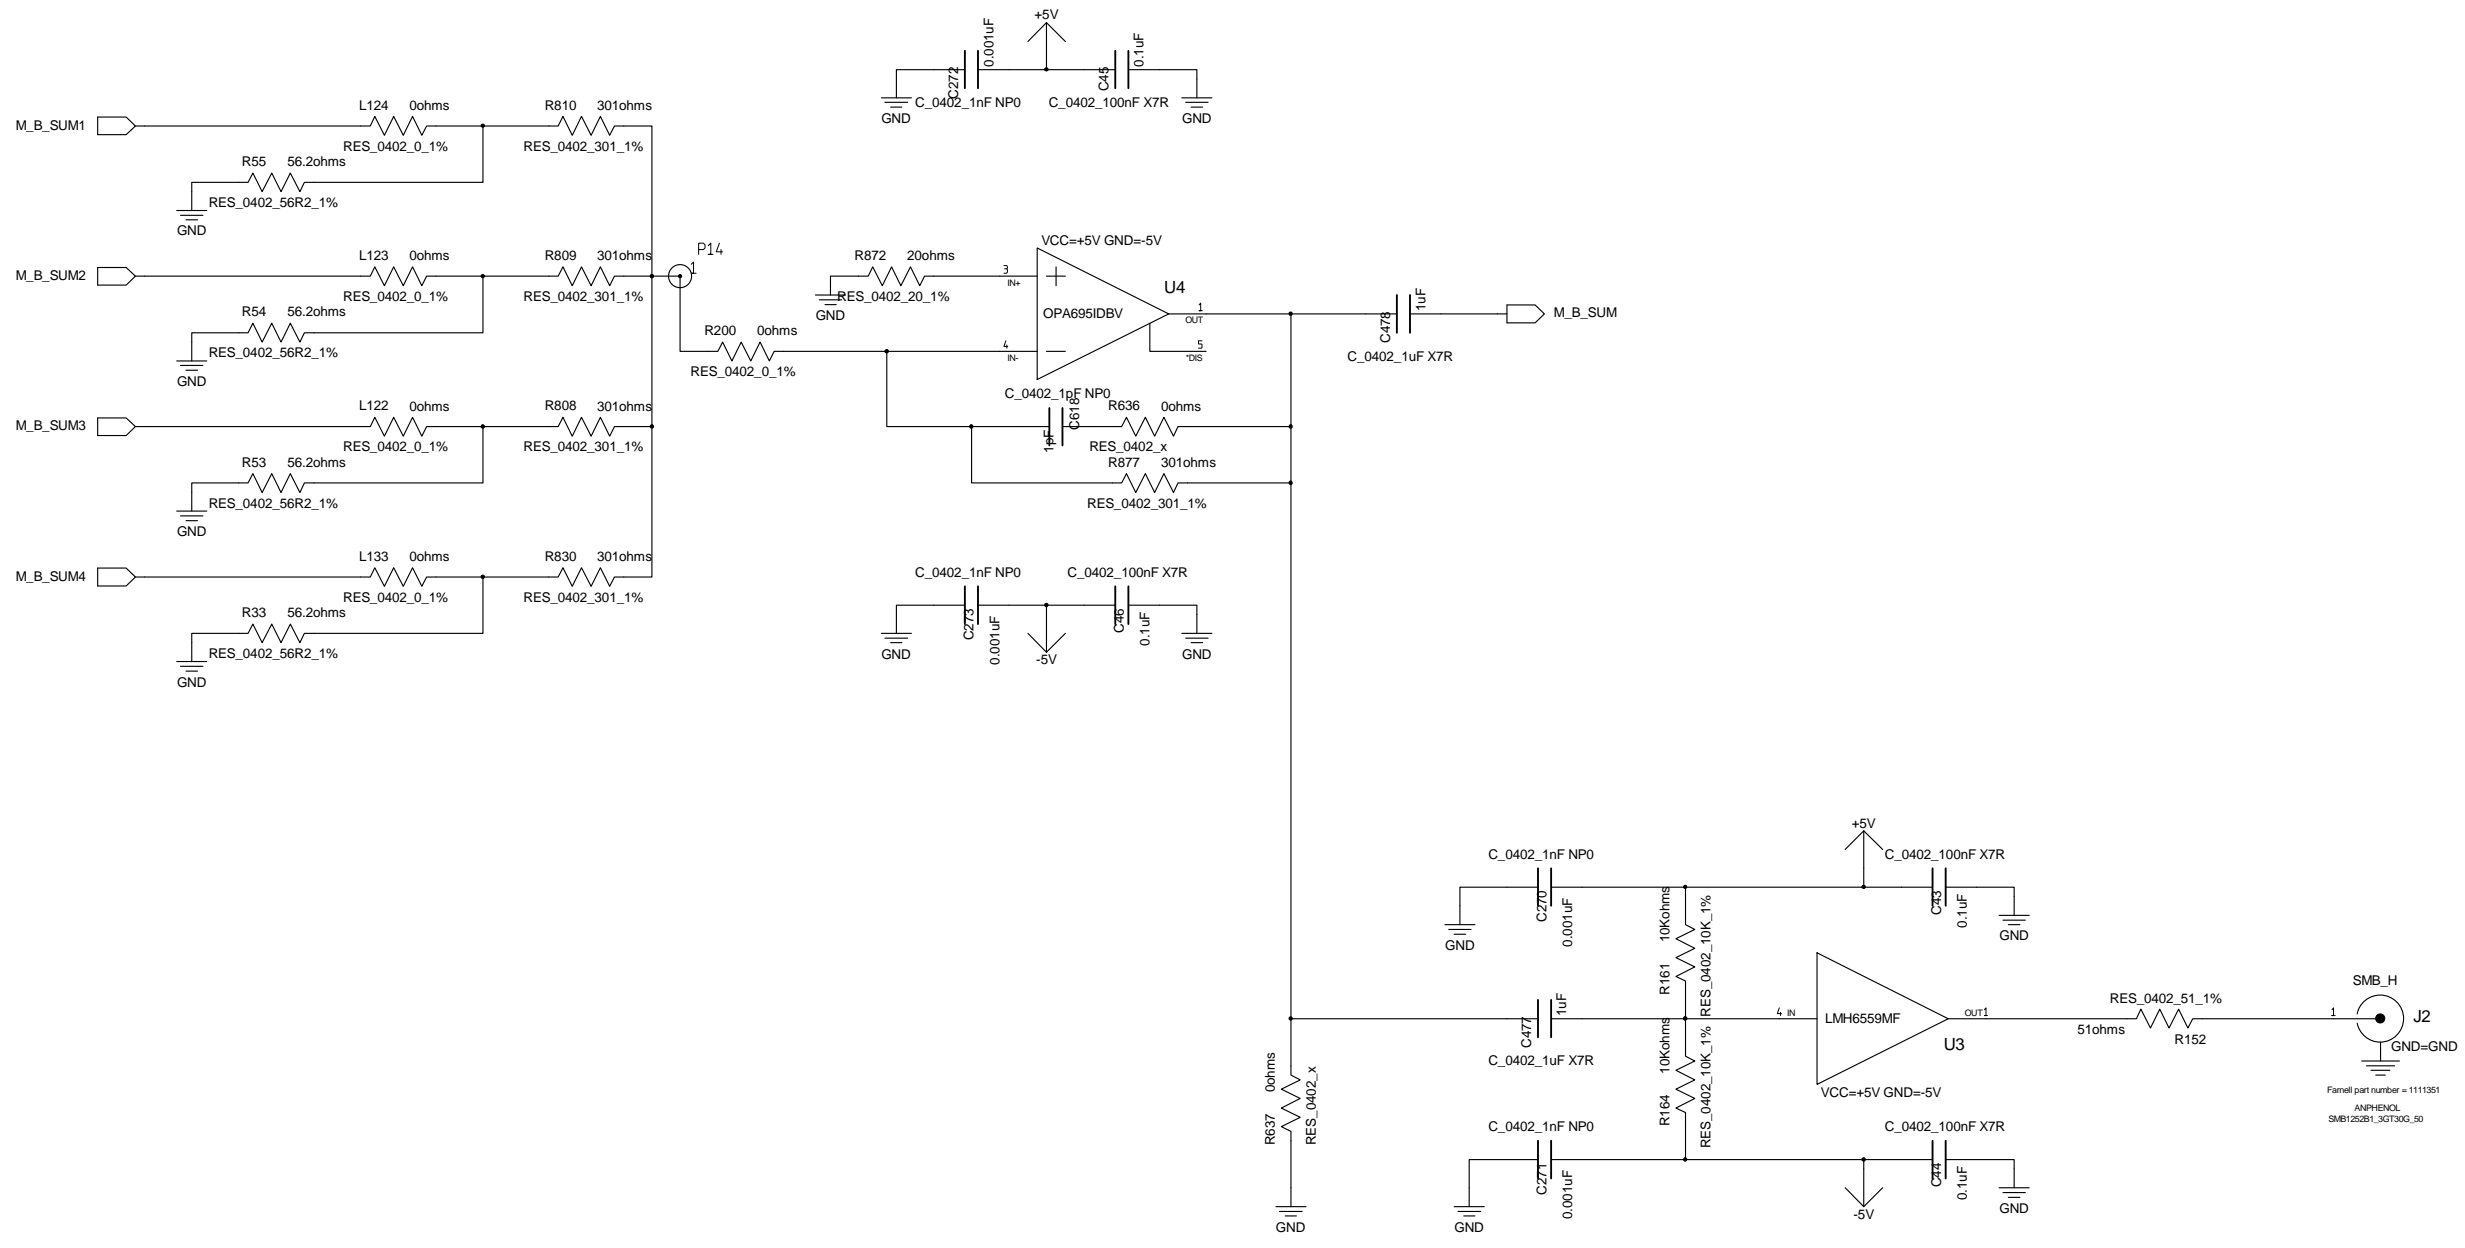 +5V
0.001uF
C272
0.1uF
C45
C_0402_1nF NP0
C_0402_100nF X7R
GND
GND
M_B_SUM1
L124 0ohms
RES_0402_0_1%
R810 301ohms
RES_0402_301_1%
R55 56.2ohms
RES_0402_56R2_1%
GND
M_B_SUM2
L123 0ohms
RES_0402_0_1%
R809 301ohms
RES_0402_301_1%
R54 56.2ohms
RES_0402_56R2_1%
GND
P14
1
M_B_SUM3
L122 0ohms
RES_0402_0_1%
R808 301ohms
RES_0402_301_1%
R53 56.2ohms
RES_0402_56R2_1%
GND
M_B_SUM4
L133 0ohms
RES_0402_0_1%
R830 301ohms
RES_0402_301_1%
R33 56.2ohms
RES_0402_56R2_1%
GND
VCC=+5V GND=-5V
R872 20ohms
RES_0402_20_1%
GND
3
IN+
U4
OPA695IDBV
1
OUT
R200 0ohms
RES_0402_0_1%
4
IN-
5
*DIS
1uF
C478
C_0402_1uF X7R
M_B_SUM
C_0402_1pF NP0
C618
1pF
R636 0ohms
RES_0402_x
R877 301ohms
RES_0402_301_1%
C_0402_1nF NP0
C_0402_100nF X7R
C273
0.001uF
C46
0.1uF
GND
-5V
GND
+5V
C_0402_1nF NP0
C_0402_100nF X7R
C270
0.001uF
C43
0.1uF
GND
GND
10Kohms
R161
RES_0402_10K_1%
1uF
C477
C_0402_1uF X7R
10Kohms
R164
RES_0402_10K_1%
4 IN
LMH6559MF
OUT1
U3
VCC=+5V GND=-5V
RES_0402_51_1%
51ohms
R152
SMB_H
1
J2
GND=GND
Farnell part number = 1111351
ANPHENOL
SMB1252B1_3GT30G_50
0ohms
R637
RES_0402_x
GND
C_0402_1nF NP0
C_0402_100nF X7R
C271
0.001uF
C44
0.1uF
GND
-5V
GND